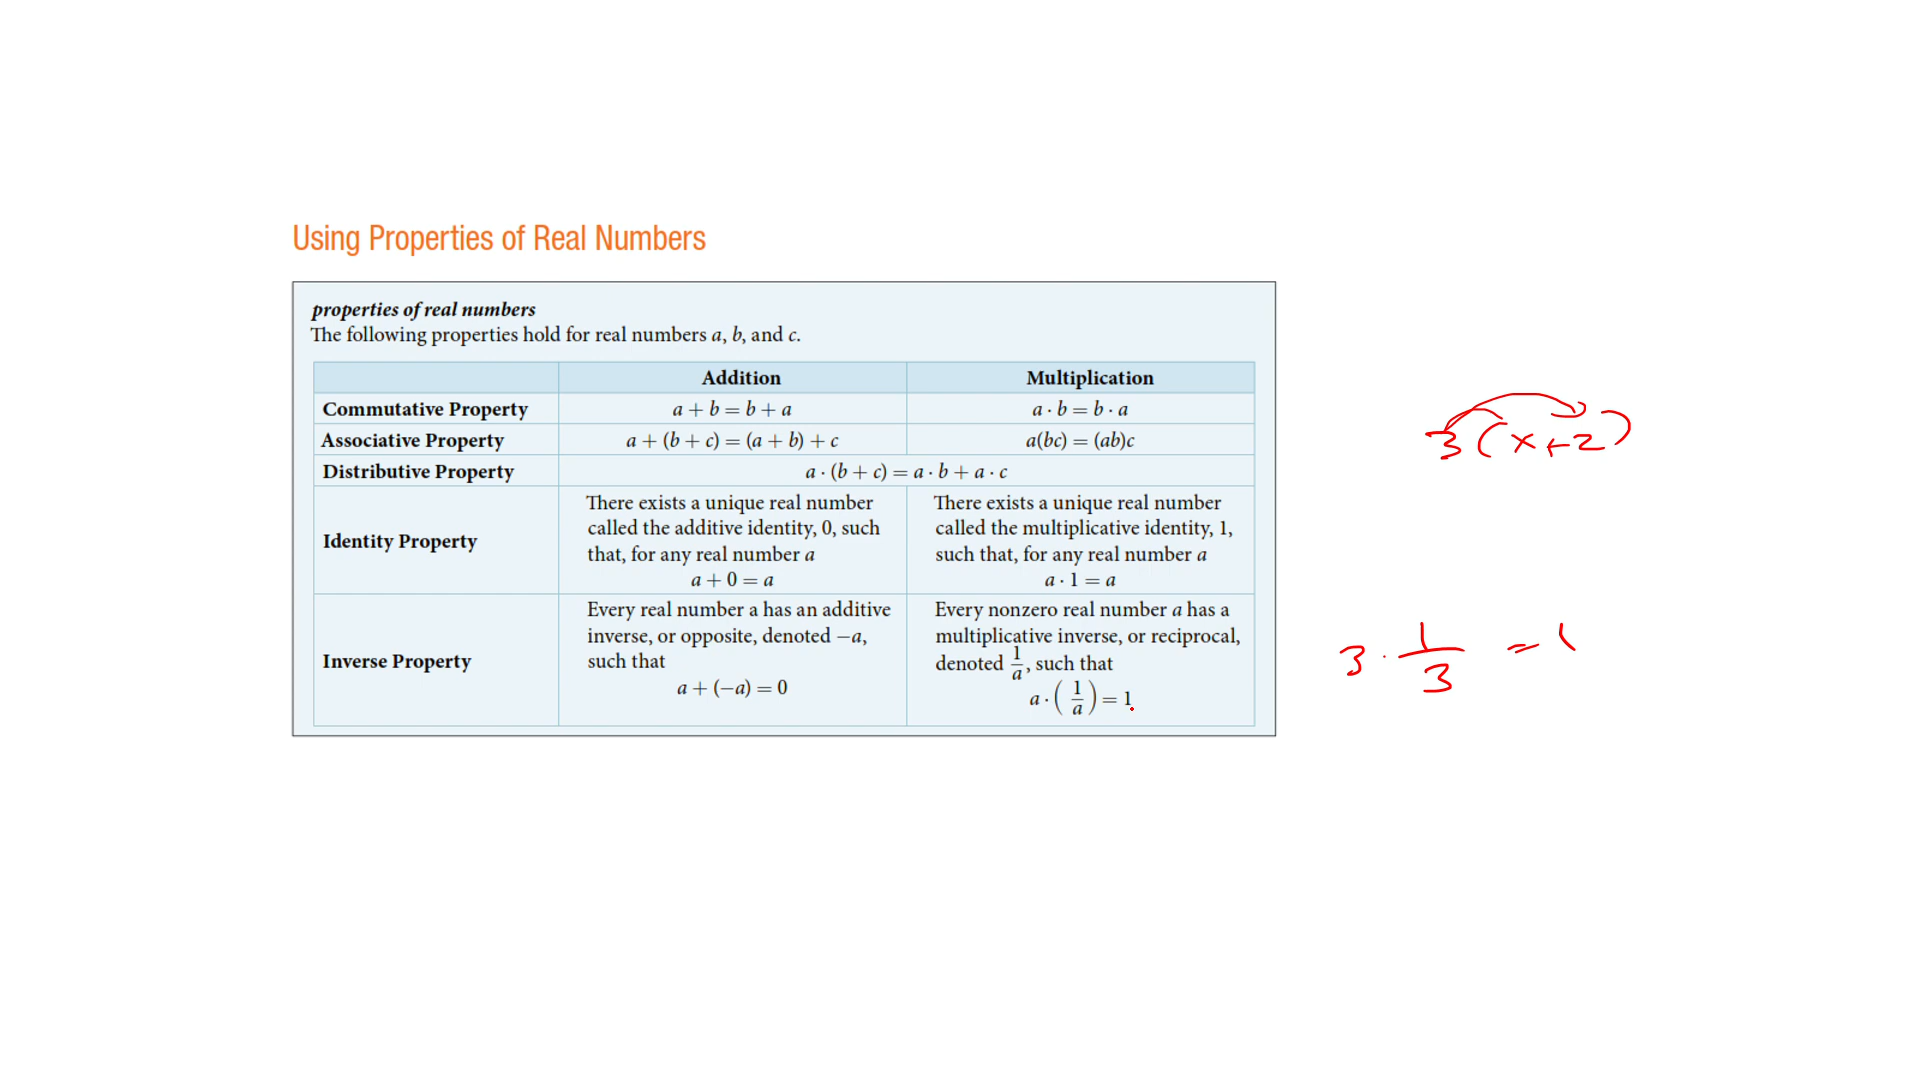 Using Properties of Real Numbers
properties of real numbers
The following properties hold for real numbers a, b, and c.
Addition Multiplication
Commutative Property a + b = b + a a · b = b · a
Associative Property a + (b + c) = (a + b) + c a(bc) = (ab)c
Distributive Property a · (b + c) = a · b + a · c
Identity Property
There exists a unique real number
called the additive identity, 0, such
that, for any real number a
a + 0 = a
There exists a unique real number
called the multiplicative identity, 1,
such that, for any real number a
a · 1 = a
Inverse Property
Every real number a has an additive
inverse, or opposite, denoted −a,
such that
a + (−a) = 0
Every nonzero real number a has a
multiplicative inverse, or reciprocal,
denoted 1/a, such that
a · (1/a) = 1
3(x+2)
3 · 1/3 = 1